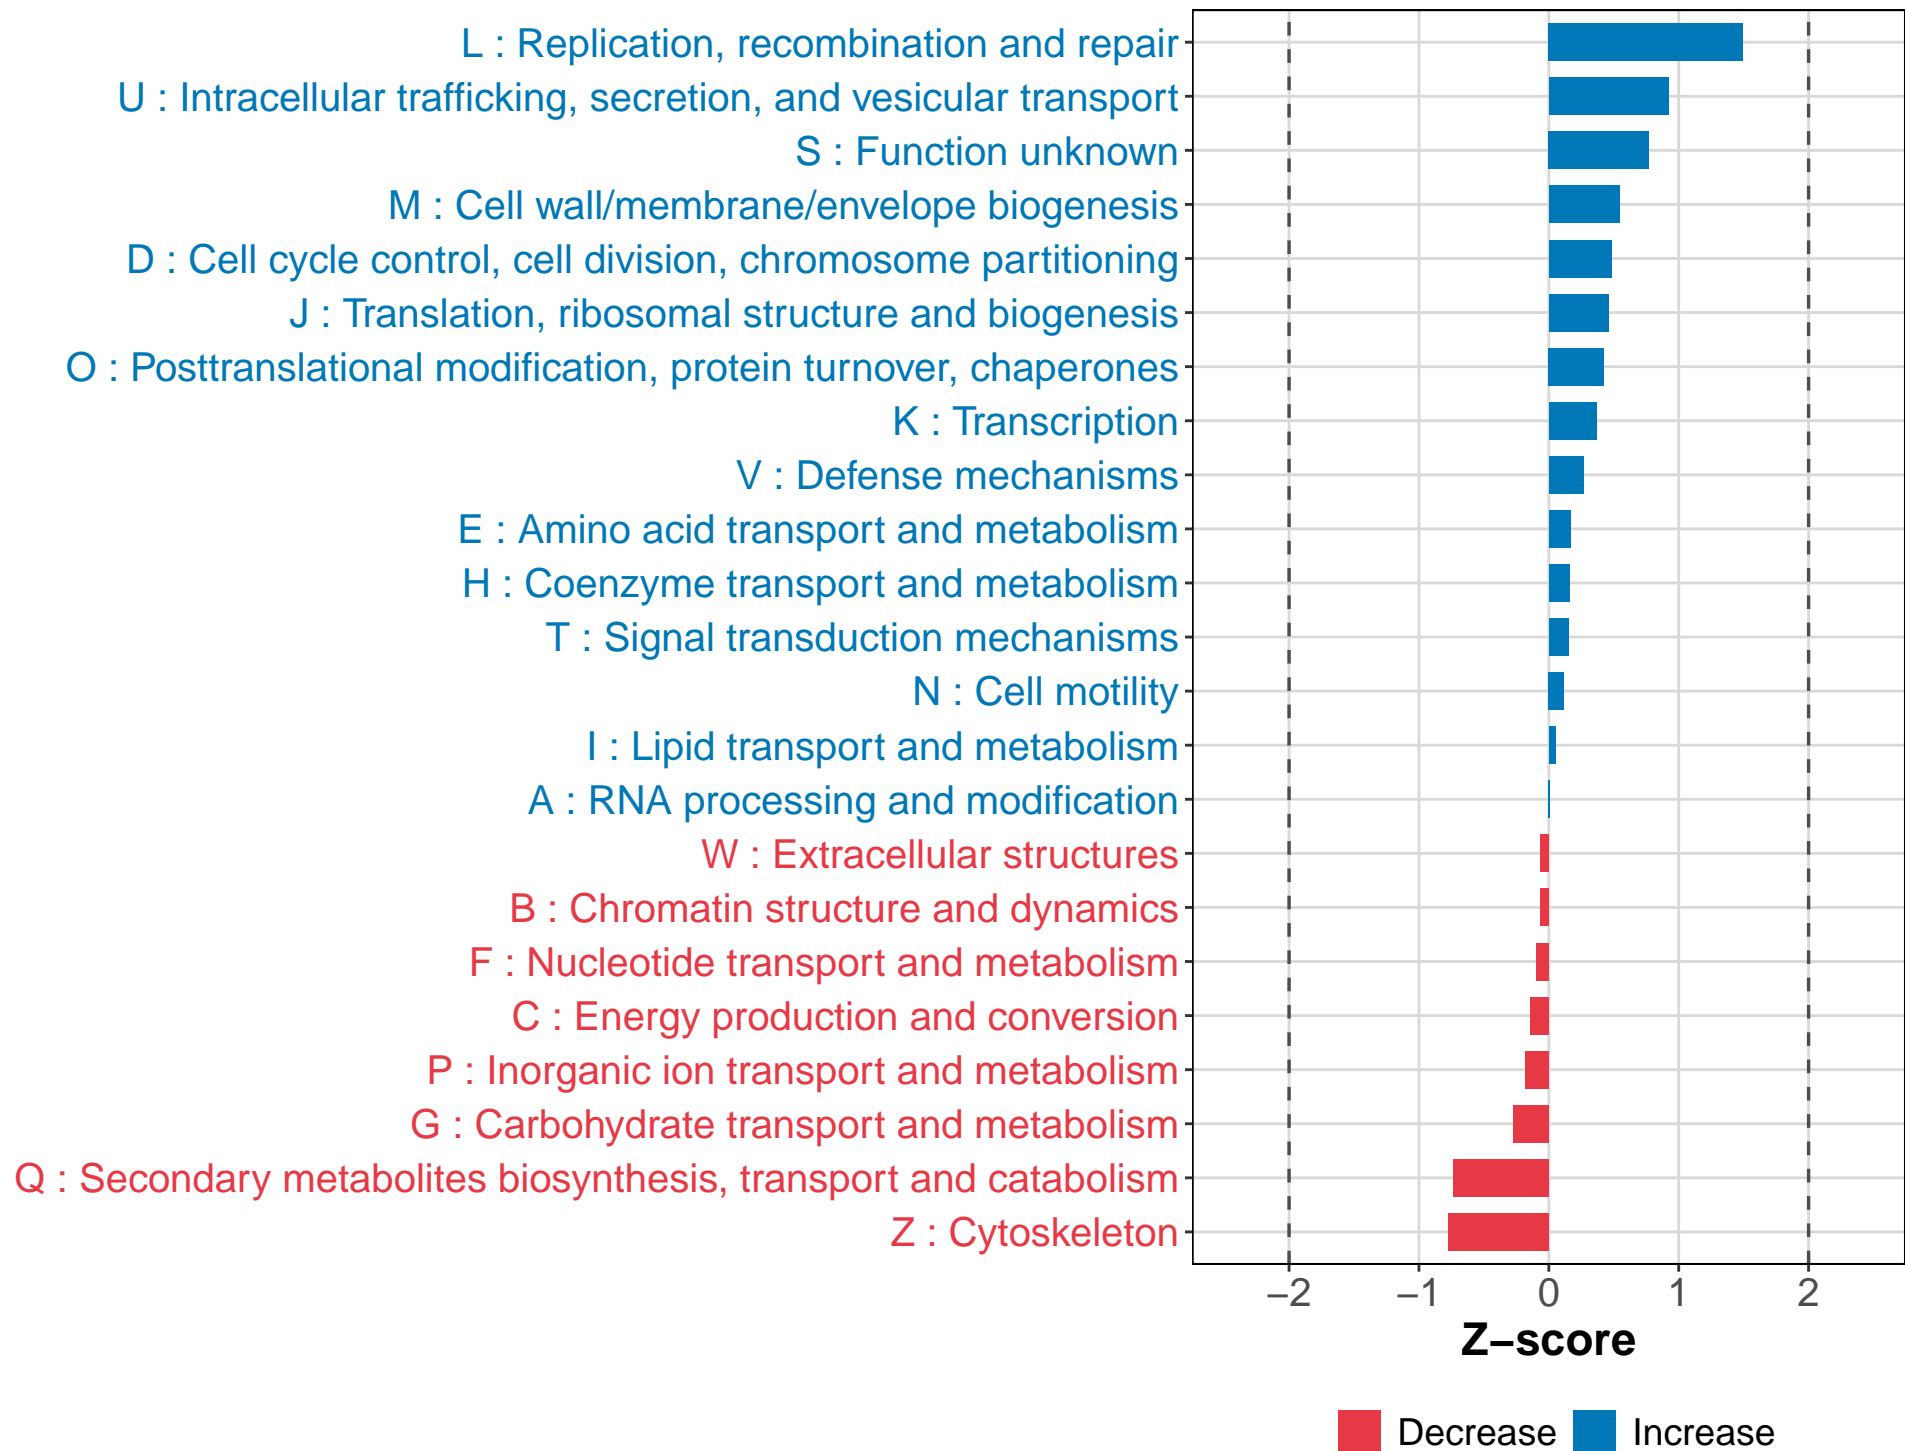 L : Replication, recombination and repair
U : Intracellular trafficking, secretion, and vesicular transport
S : Function unknown
M : Cell wall/membrane/envelope biogenesis
D : Cell cycle control, cell division, chromosome partitioning
J : Translation, ribosomal structure and biogenesis
O : Posttranslational modification, protein turnover, chaperones
K : Transcription
V : Defense mechanisms
E : Amino acid transport and metabolism
H : Coenzyme transport and metabolism
T : Signal transduction mechanisms
N : Cell motility
I : Lipid transport and metabolism
A : RNA processing and modification
W : Extracellular structures
B : Chromatin structure and dynamics
F : Nucleotide transport and metabolism
C : Energy production and conversion
P : Inorganic ion transport and metabolism
G : Carbohydrate transport and metabolism
Q : Secondary metabolites biosynthesis, transport and catabolism
Z : Cytoskeleton
−2 −1 0 1 2
Z−score
Decrease Increase